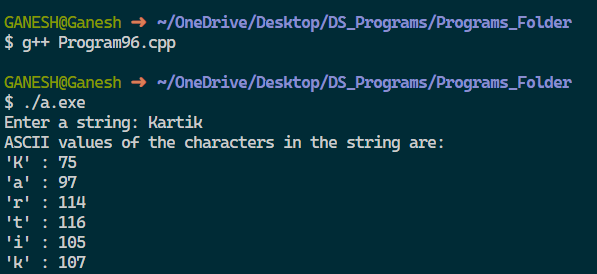 GANESH@Ganesh ➜ ~/OneDrive/Desktop/DS_Programs/Programs_Folder
$ g++ Program96.cpp
GANESH@Ganesh ➜ ~/OneDrive/Desktop/DS_Programs/Programs_Folder
$ ./a.exe
Enter a string: Kartik
ASCII values of the characters in the string are:
'K' : 75
'a' : 97
'r' : 114
't' : 116
'i' : 105
'k' : 107